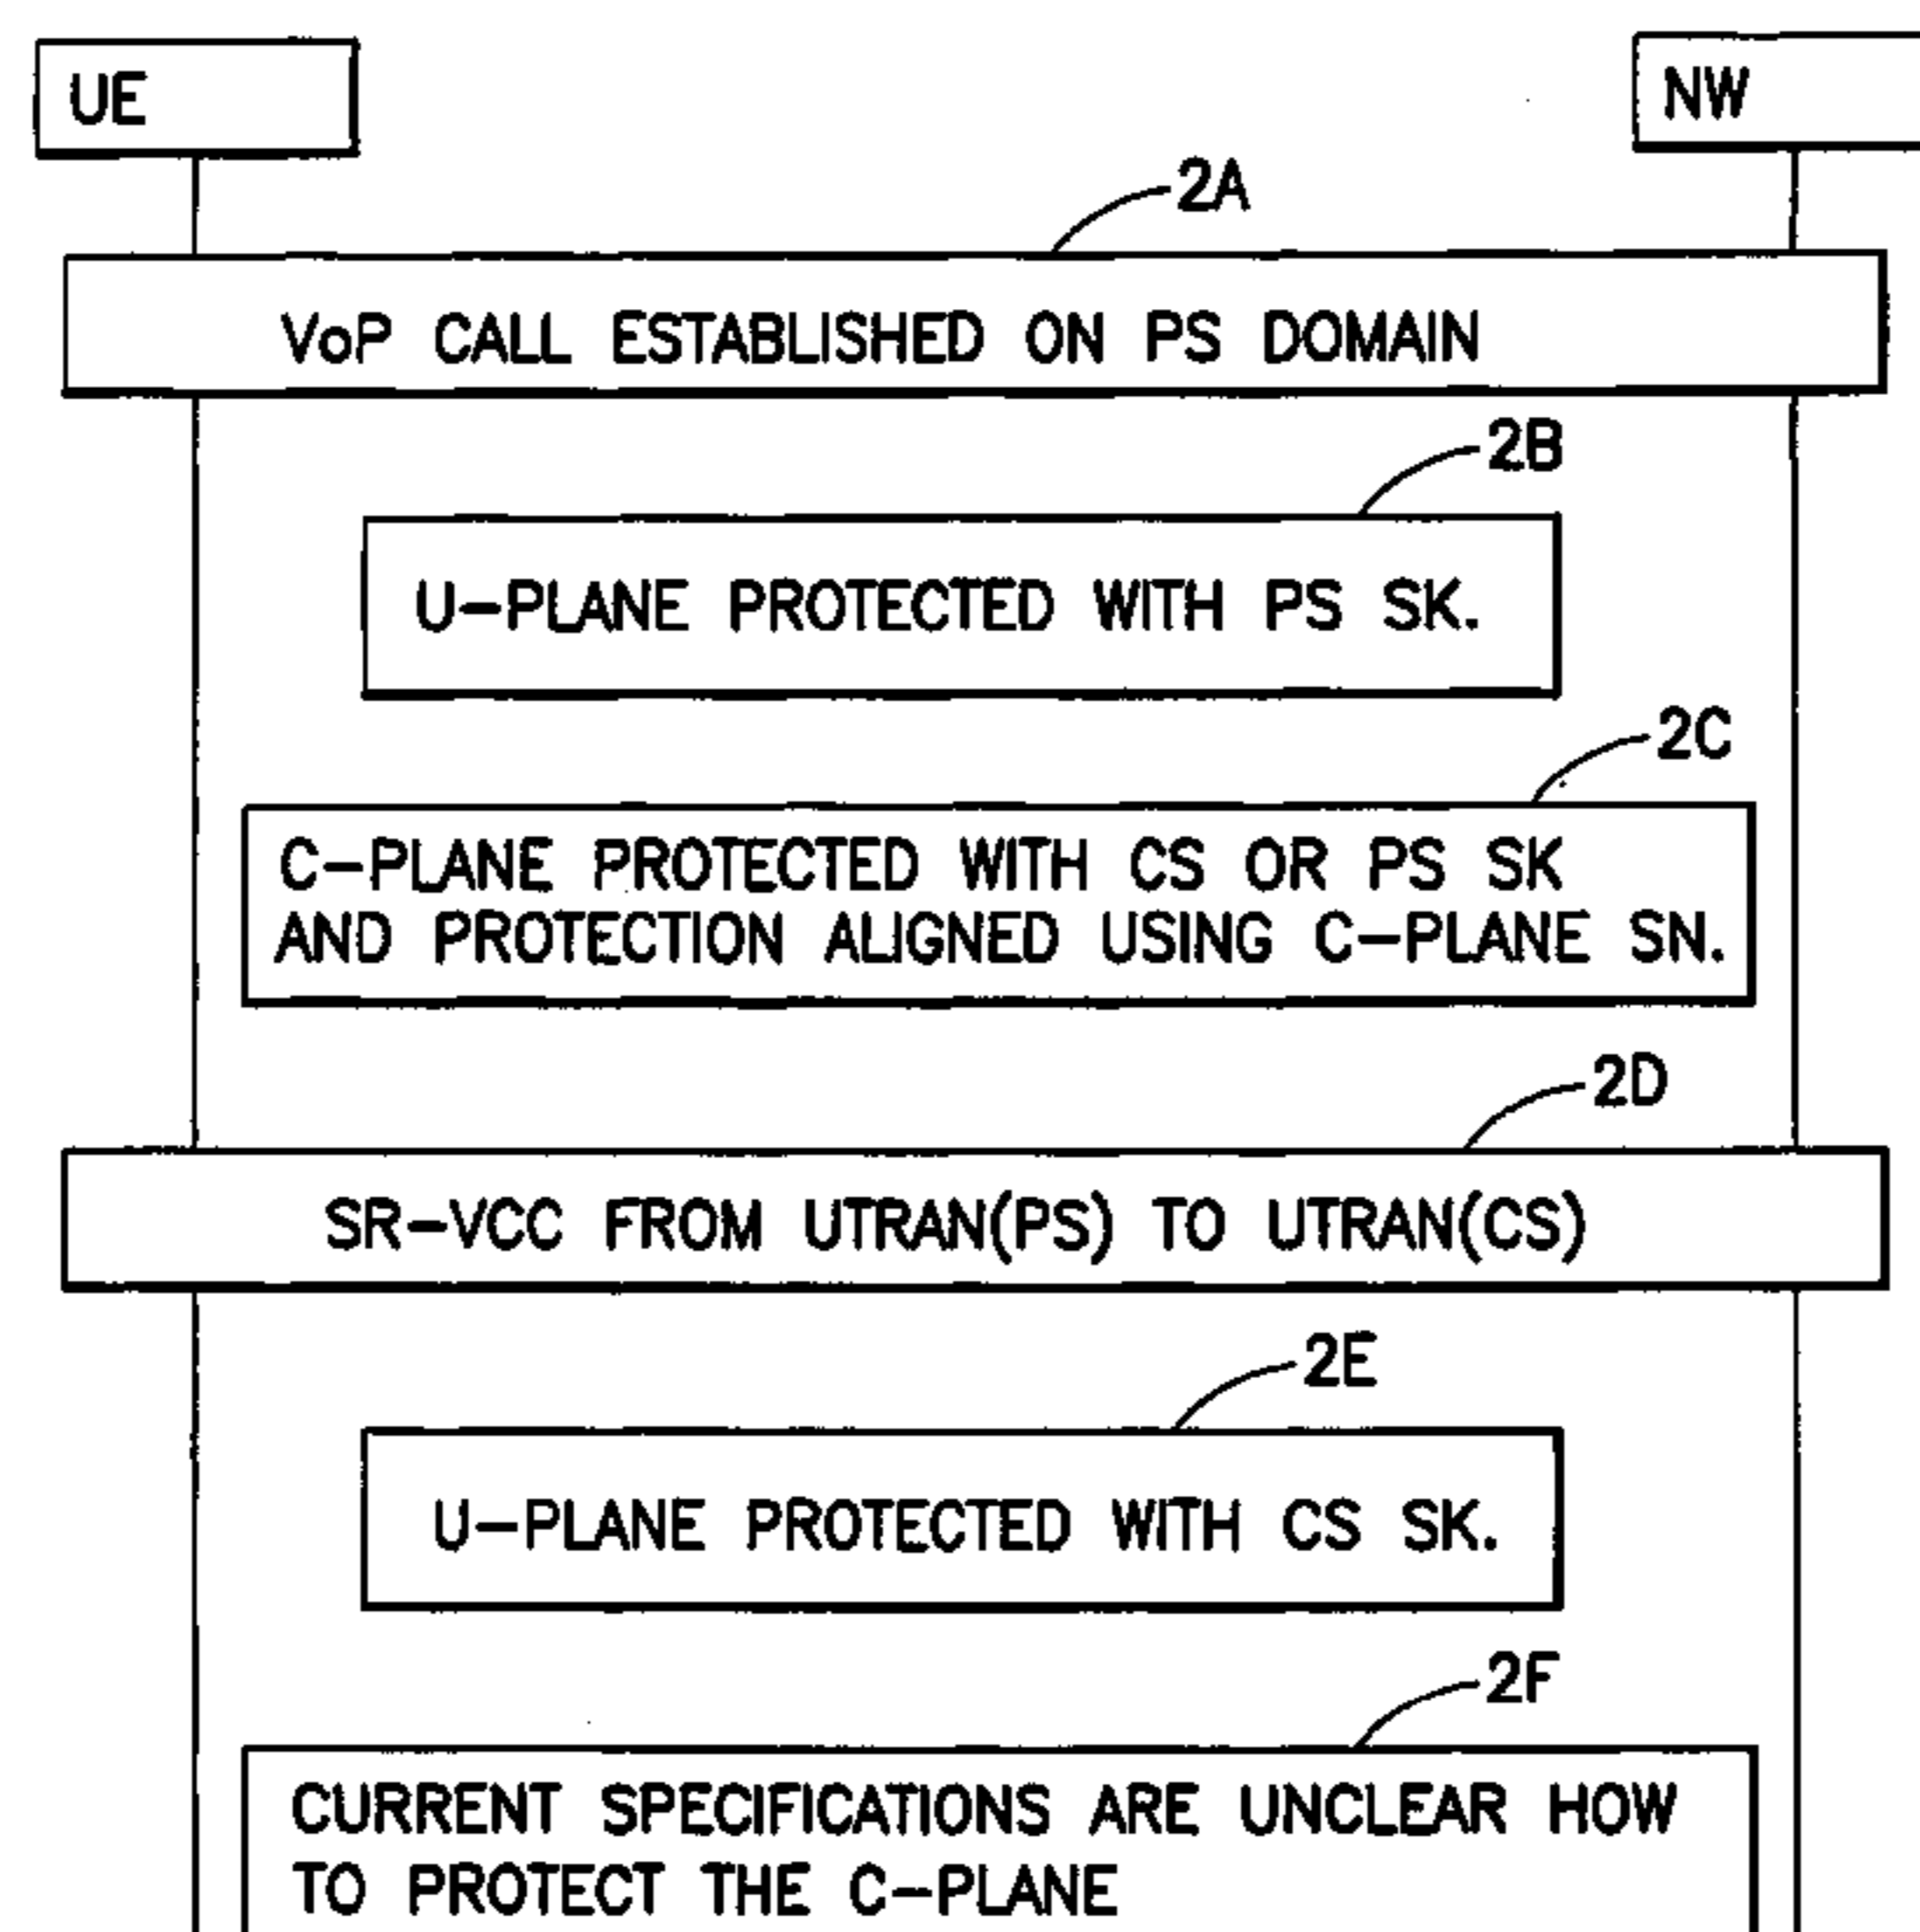 UE
NW
2A
VoP CALL ESTABLISHED ON PS DOMAIN
2B
U-PLANE PROTECTED WITH PS SK.
2C
C-PLANE PROTECTED WITH CS OR PS SK
AND PROTECTION ALIGNED USING C-PLANE SN.
2D
SR-VCC FROM UTRAN(PS) TO UTRAN(CS)
2E
U-PLANE PROTECTED WITH CS SK.
2F
CURRENT SPECIFICATIONS ARE UNCLEAR HOW
TO PROTECT THE C-PLANE